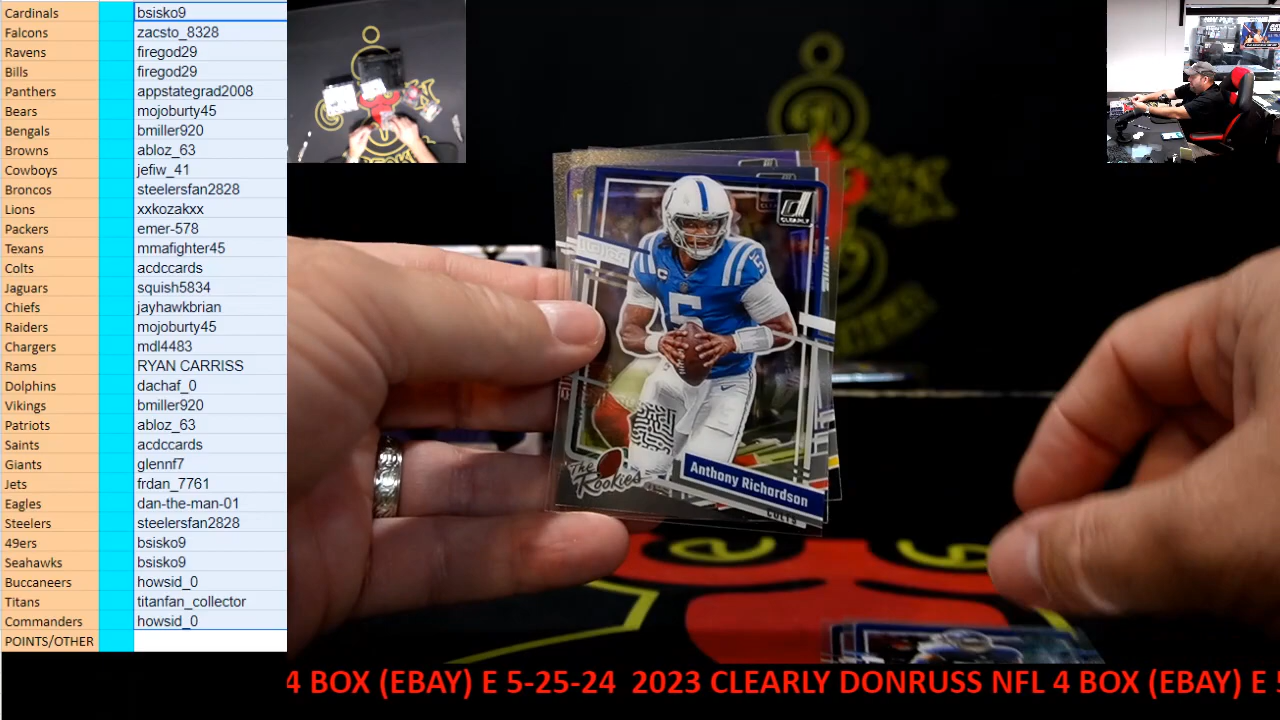 Cardinals bsisko9
Falcons zacsto_8328
Ravens firegod29
Bills firegod29
Panthers appstategrad2008
Bears mojoburty45
Bengals bmiller920
Browns abloz_63
Cowboys jefiw_41
Broncos steelersfan2828
Lions xxkozakxx
Packers emer-578
Texans mmafighter45
Colts acdccards
Jaguars squish5834
Chiefs jayhawkbrian
Raiders mojoburty45
Chargers mdl4483
Rams RYAN CARRISS
Dolphins dachaf_0
Vikings bmiller920
Patriots abloz_63
Saints acdccards
Giants glennf7
Jets frdan_7761
Eagles dan-the-man-01
Steelers steelersfan2828
49ers bsisko9
Seahawks bsisko9
Buccaneers howsid_0
Titans titanfan_collector
Commanders howsid_0
POINTS/OTHER
CLEARLY
5
The Rookies
Anthony Richardson
COLTS
4 BOX (EBAY) E 5-25-24 2023 CLEARLY DONRUSS NFL 4 BOX (EBAY) E